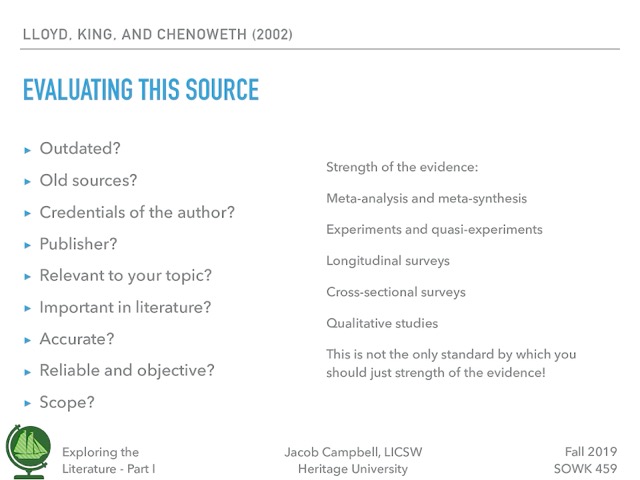 LLOYD, KING, AND CHENOWETH (2002)
EVALUATING THIS SOURCE
▸ Outdated?
▸ Old sources?
▸ Credentials of the author?
▸ Publisher?
▸ Relevant to your topic?
▸ Important in literature?
▸ Accurate?
▸ Reliable and objective?
▸ Scope?
Strength of the evidence:
Meta-analysis and meta-synthesis
Experiments and quasi-experiments
Longitudinal surveys
Cross-sectional surveys
Qualitative studies
This is not the only standard by which you
should just strength of the evidence!
Exploring the
Literature - Part I
Jacob Campbell, LICSW
Heritage University
Fall 2019
SOWK 459